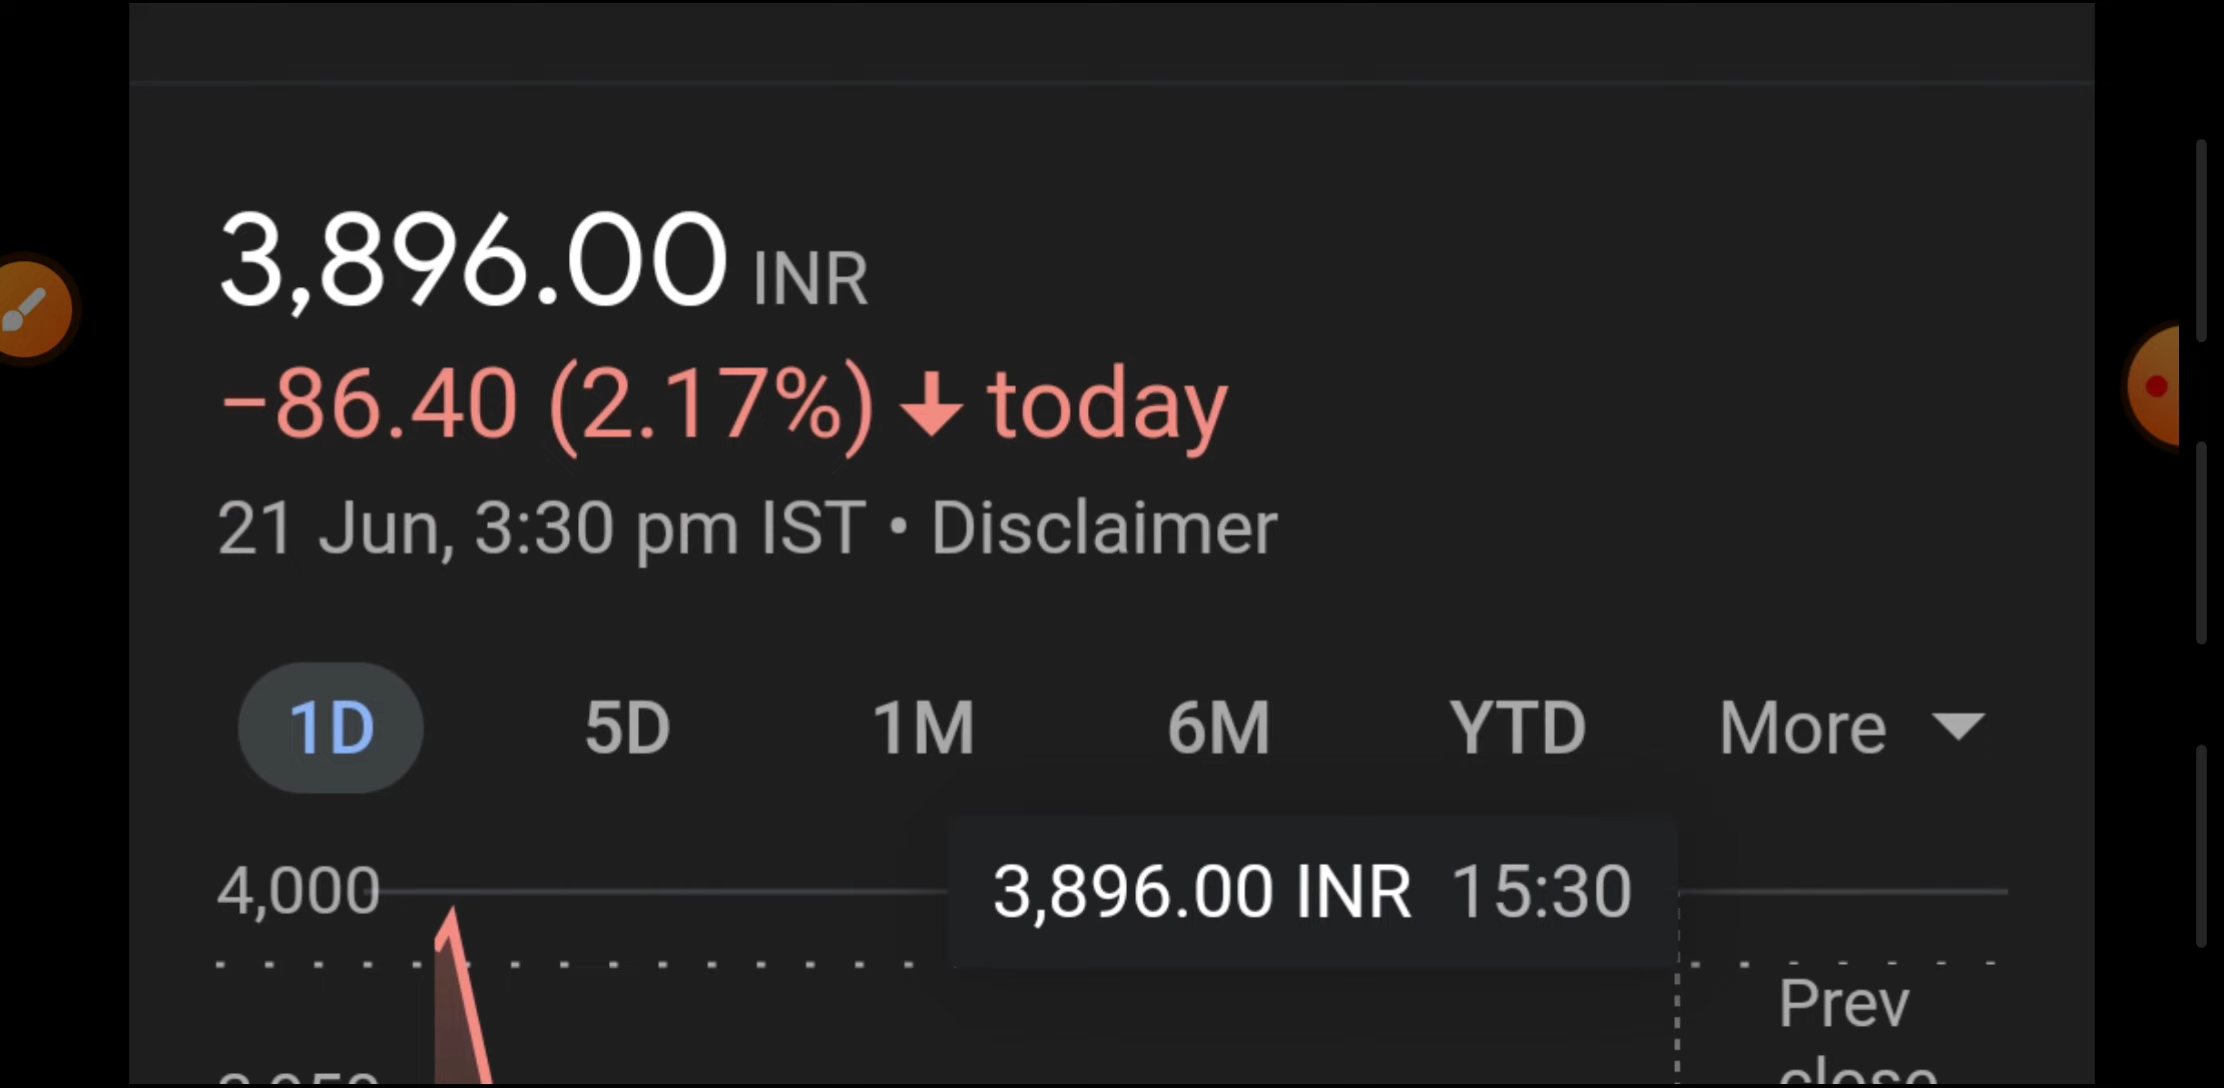 3,896.00 INR
−86.40 (2.17%) ↓ today
21 Jun, 3:30 pm IST • Disclaimer
1D 5D 1M 6M YTD More
4,000
3,896.00 INR 15:30
Prev
close